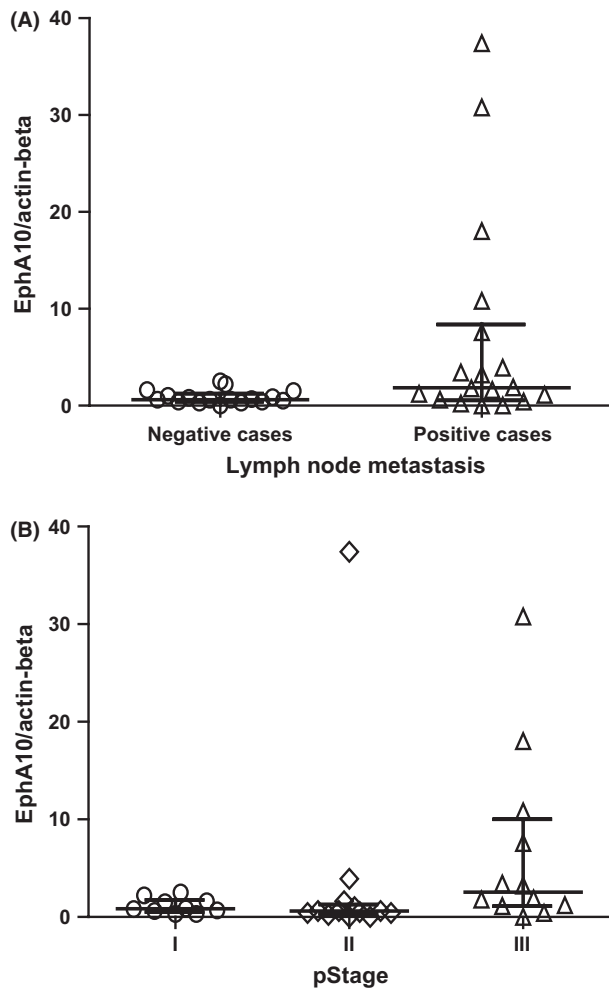 (A)
40
30
20
10
0
EphA10/actin-beta
Negative cases Positive cases
Lymph node metastasis
(B)
40
30
20
10
0
EphA10/actin-beta
I II III
pStage